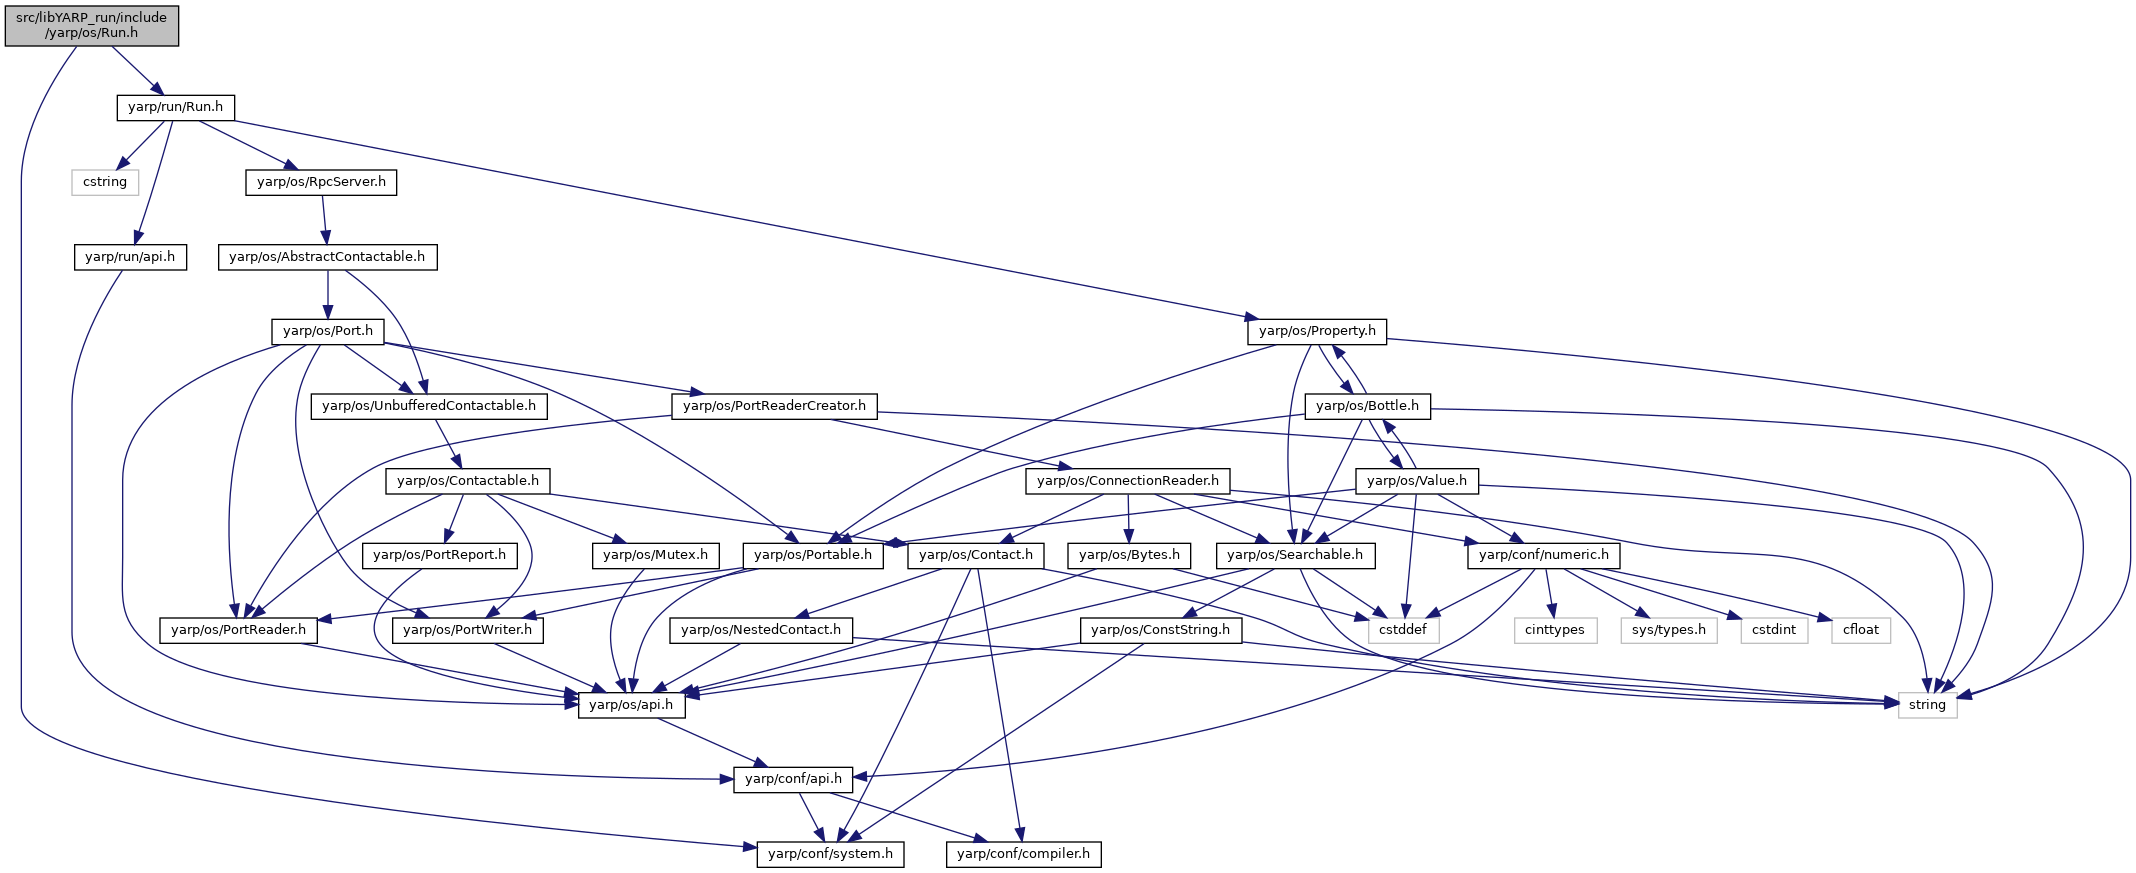 src/libYARP_run/include
/yarp/os/Run.h
yarp/run/Run.h
cstring
yarp/os/RpcServer.h
yarp/run/api.h
yarp/os/AbstractContactable.h
yarp/os/Port.h
yarp/os/Property.h
yarp/os/UnbufferedContactable.h
yarp/os/PortReaderCreator.h
yarp/os/Bottle.h
yarp/os/Contactable.h
yarp/os/ConnectionReader.h
yarp/os/Value.h
yarp/os/PortReport.h
yarp/os/Mutex.h
yarp/os/Portable.h
yarp/os/Contact.h
yarp/os/Bytes.h
yarp/os/Searchable.h
yarp/conf/numeric.h
yarp/os/PortReader.h
yarp/os/PortWriter.h
yarp/os/NestedContact.h
yarp/os/ConstString.h
cstddef
cinttypes
sys/types.h
cstdint
cfloat
yarp/os/api.h
string
yarp/conf/api.h
yarp/conf/system.h
yarp/conf/compiler.h